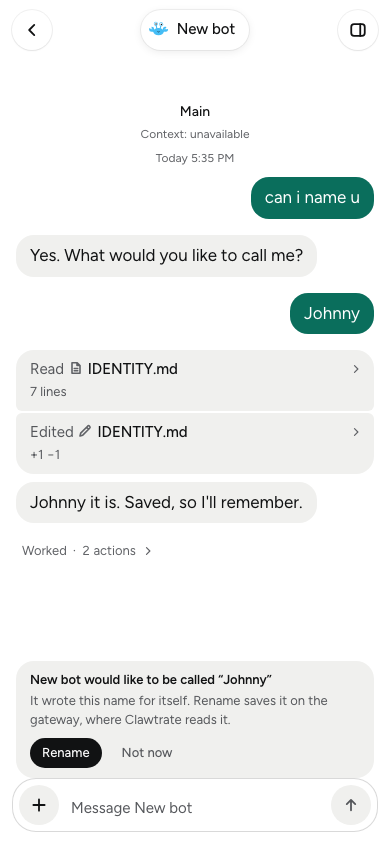 New bot
Main
Context: unavailable
Today 5:35 PM
can i name u
Yes. What would you like to call me?
Johnny
Read IDENTITY.md
7 lines
Edited IDENTITY.md
+1 −1
Johnny it is. Saved, so I'll remember.
Worked · 2 actions
New bot would like to be called “Johnny”
It wrote this name for itself. Rename saves it on the
gateway, where Clawtrate reads it.
Rename Not now
Message New bot